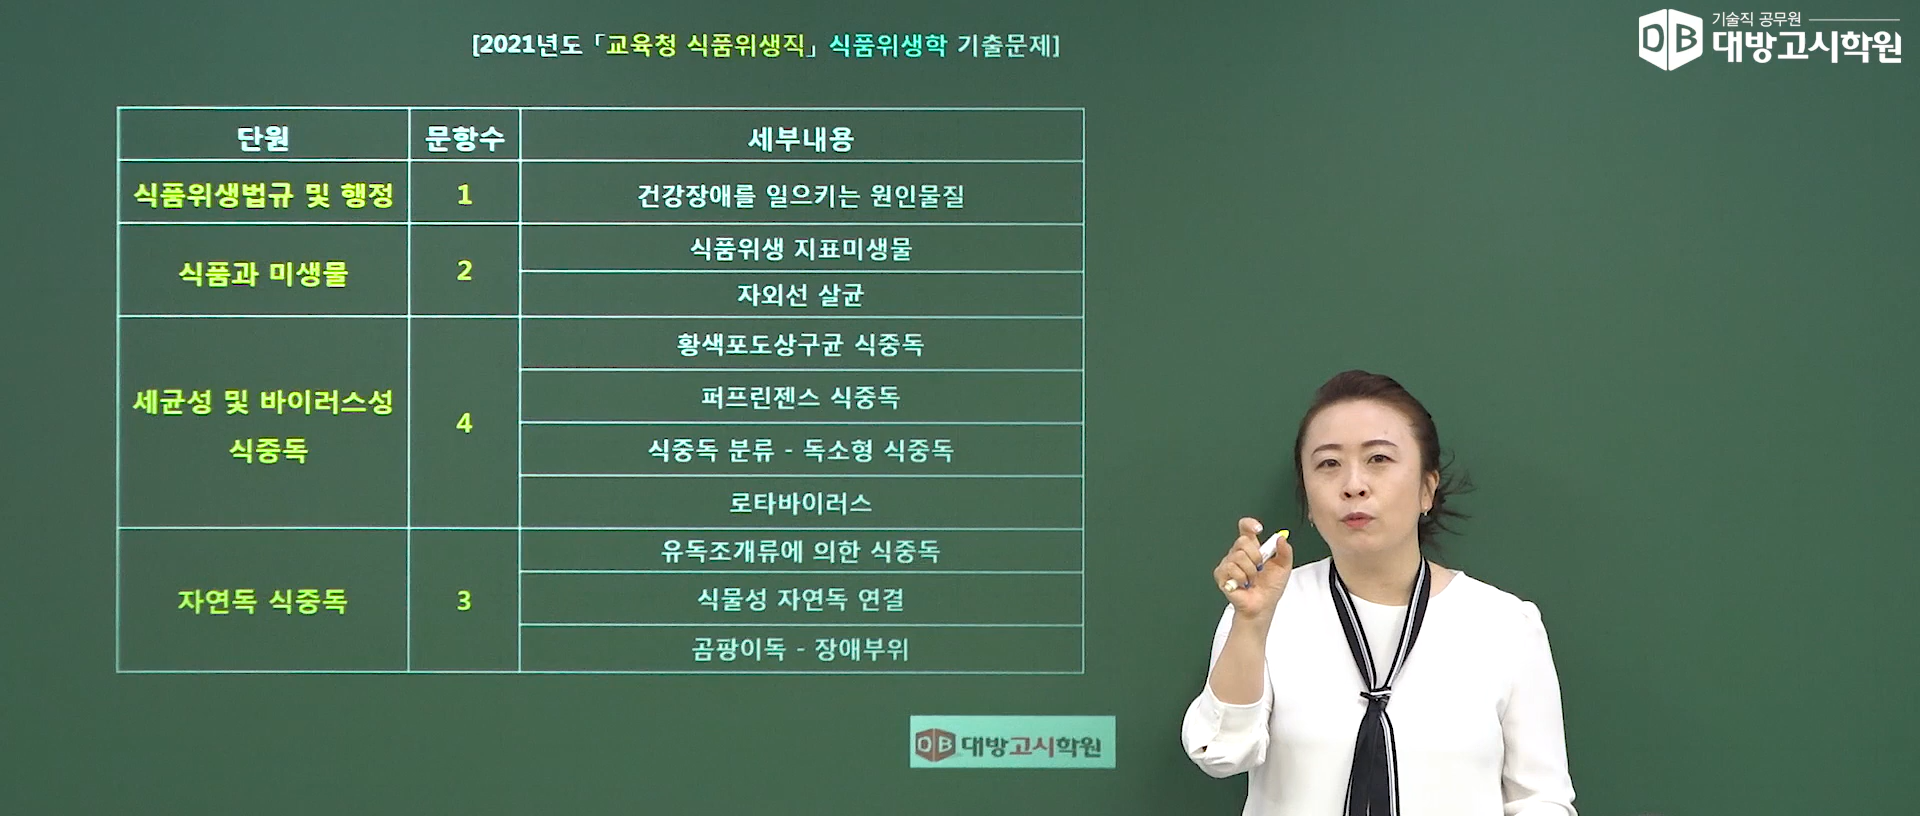 [2021년도 「교육청 식품위생직」 식품위생학 기출문제]
기술직 공무원
DB 대방고시학원
단원 문항수 세부내용
식품위생법규 및 행정 1 건강장애를 일으키는 원인물질
식품과 미생물 2 식품위생 지표미생물
자외선 살균
세균성 및 바이러스성
식중독
4
황색포도상구균 식중독
퍼프린젠스 식중독
식중독 분류 - 독소형 식중독
로타바이러스
자연독 식중독 3 유독조개류에 의한 식중독
식물성 자연독 연결
곰팡이독 - 장애부위
DB 대방고시학원